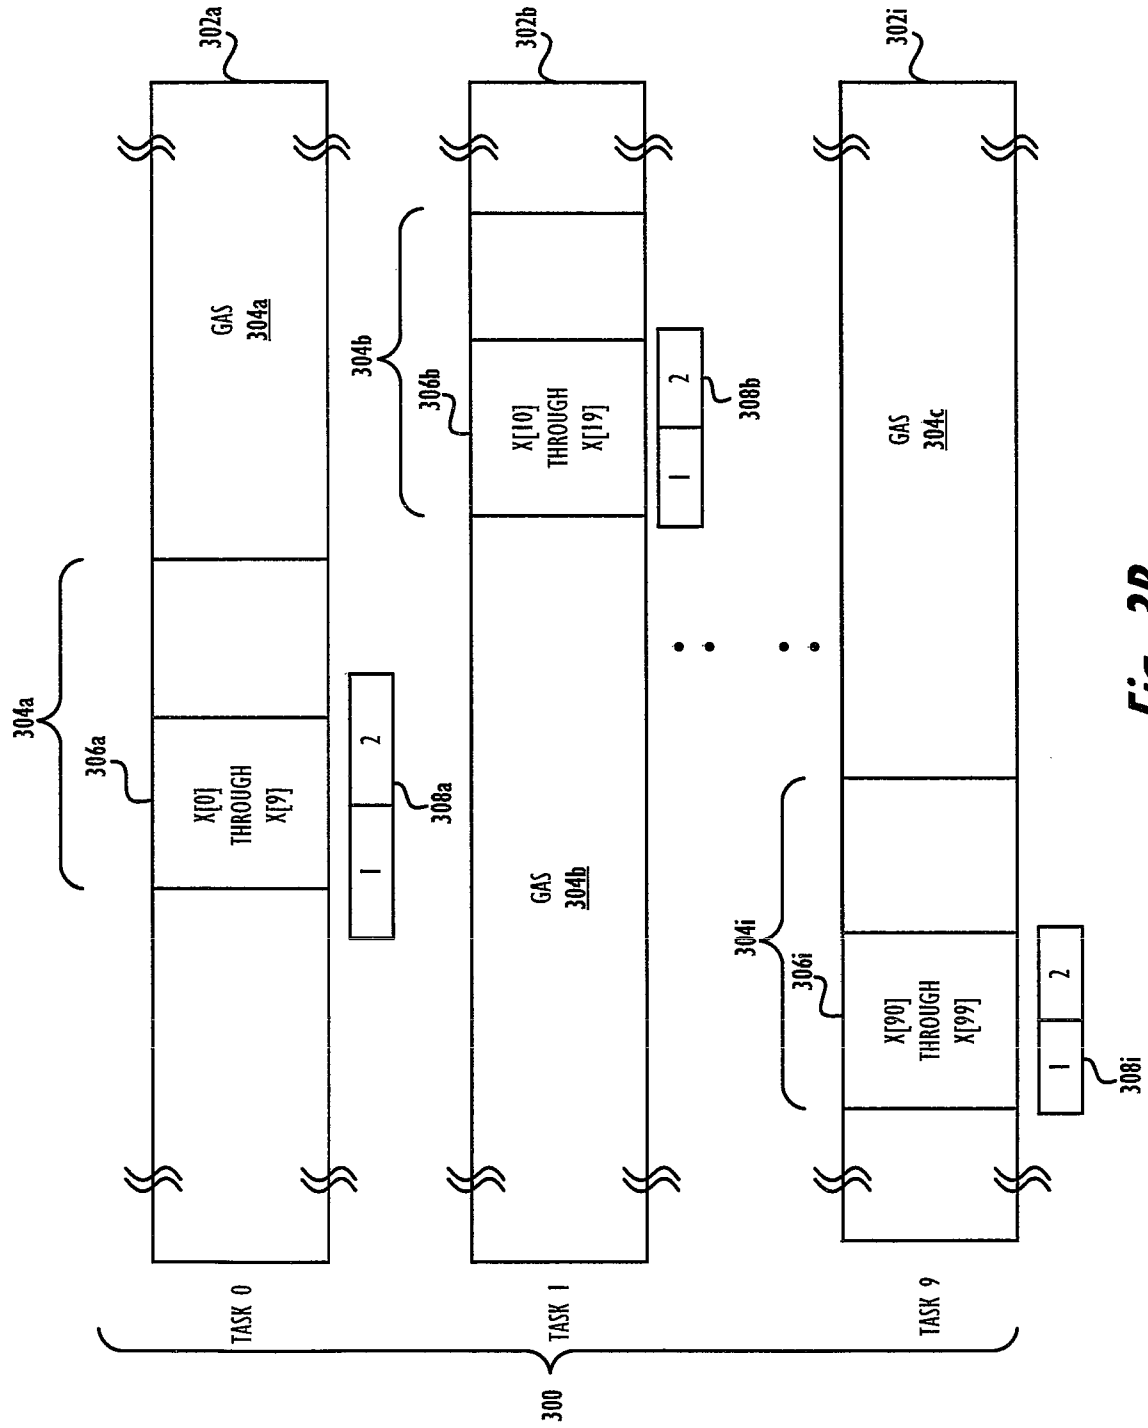 302a
304a
306a
TASK 0
X[0]
THROUGH
X[9]
GAS
304a
1 2
308a
302b
304b
306b
TASK 1
GAS
304b
X[10]
THROUGH
X[19]
1 2
308b
300
302i
304i
306i
TASK 9
X[90]
THROUGH
X[99]
GAS
304c
1 2
308i